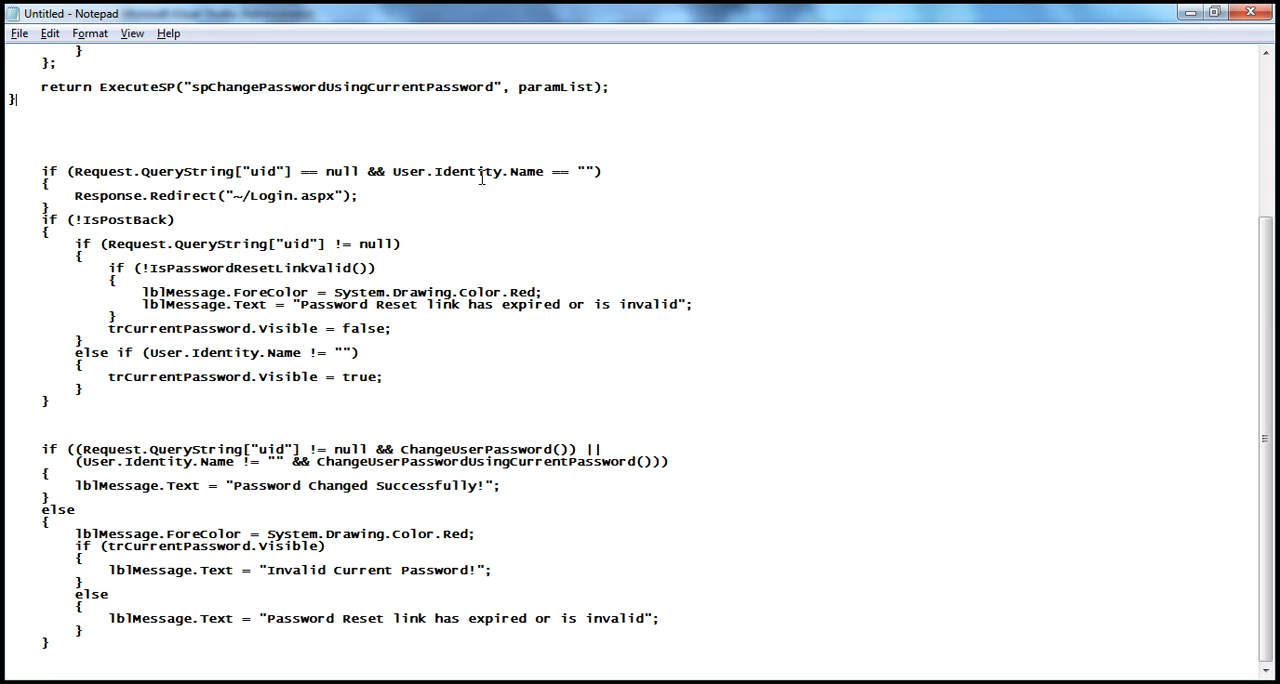 Untitled - Notepad
File Edit Format View Help
        }
    };
    return ExecuteSP("spChangePasswordUsingCurrentPassword", paramList);
}
    if (Request.QueryString["uid"] == null && User.Identity.Name == "")
    {
        Response.Redirect("~/Login.aspx");
    }
    if (!IsPostBack)
    {
        if (Request.QueryString["uid"] != null)
        {
            if (!IsPasswordResetLinkValid())
            {
                lblMessage.ForeColor = System.Drawing.Color.Red;
                lblMessage.Text = "Password Reset link has expired or is invalid";
            }
            trCurrentPassword.Visible = false;
        }
        else if (User.Identity.Name != "")
        {
            trCurrentPassword.Visible = true;
        }
    }
    if ((Request.QueryString["uid"] != null && ChangeUserPassword()) ||
        (User.Identity.Name != "" && ChangeUserPasswordUsingCurrentPassword()))
    {
        lblMessage.Text = "Password Changed Successfully!";
    }
    else
    {
        lblMessage.ForeColor = System.Drawing.Color.Red;
        if (trCurrentPassword.Visible)
        {
            lblMessage.Text = "Invalid Current Password!";
        }
        else
        {
            lblMessage.Text = "Password Reset link has expired or is invalid";
        }
    }